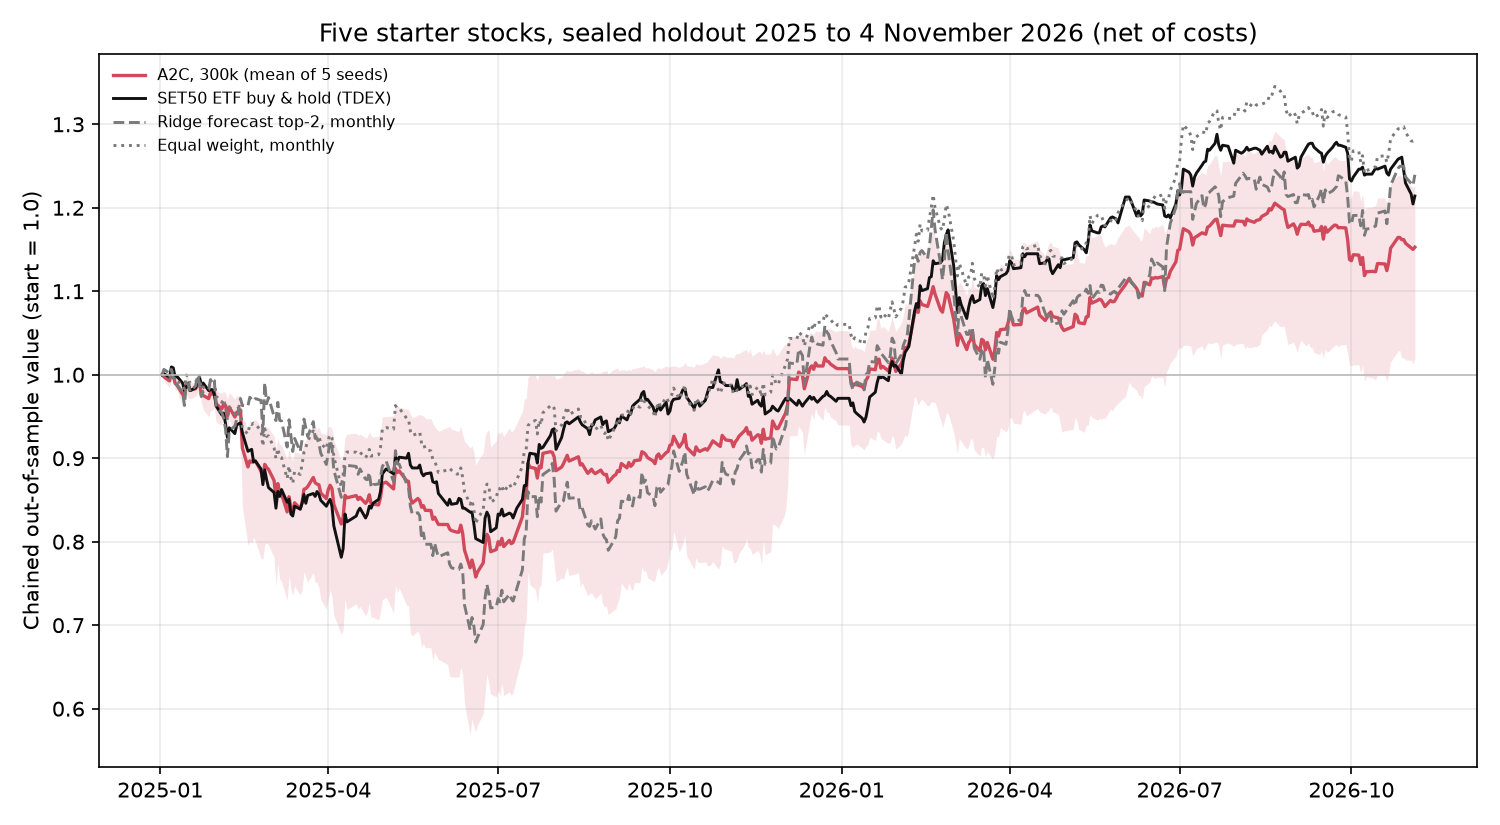 Five starter stocks, sealed holdout 2025 to 4 November 2026 (net of costs)
A2C, 300k (mean of 5 seeds)
SET50 ETF buy & hold (TDEX)
Ridge forecast top-2, monthly
Equal weight, monthly
Chained out-of-sample value (start = 1.0)
1.3
1.2
1.1
1.0
0.9
0.8
0.7
0.6
2025-01 2025-04 2025-07 2025-10 2026-01 2026-04 2026-07 2026-10